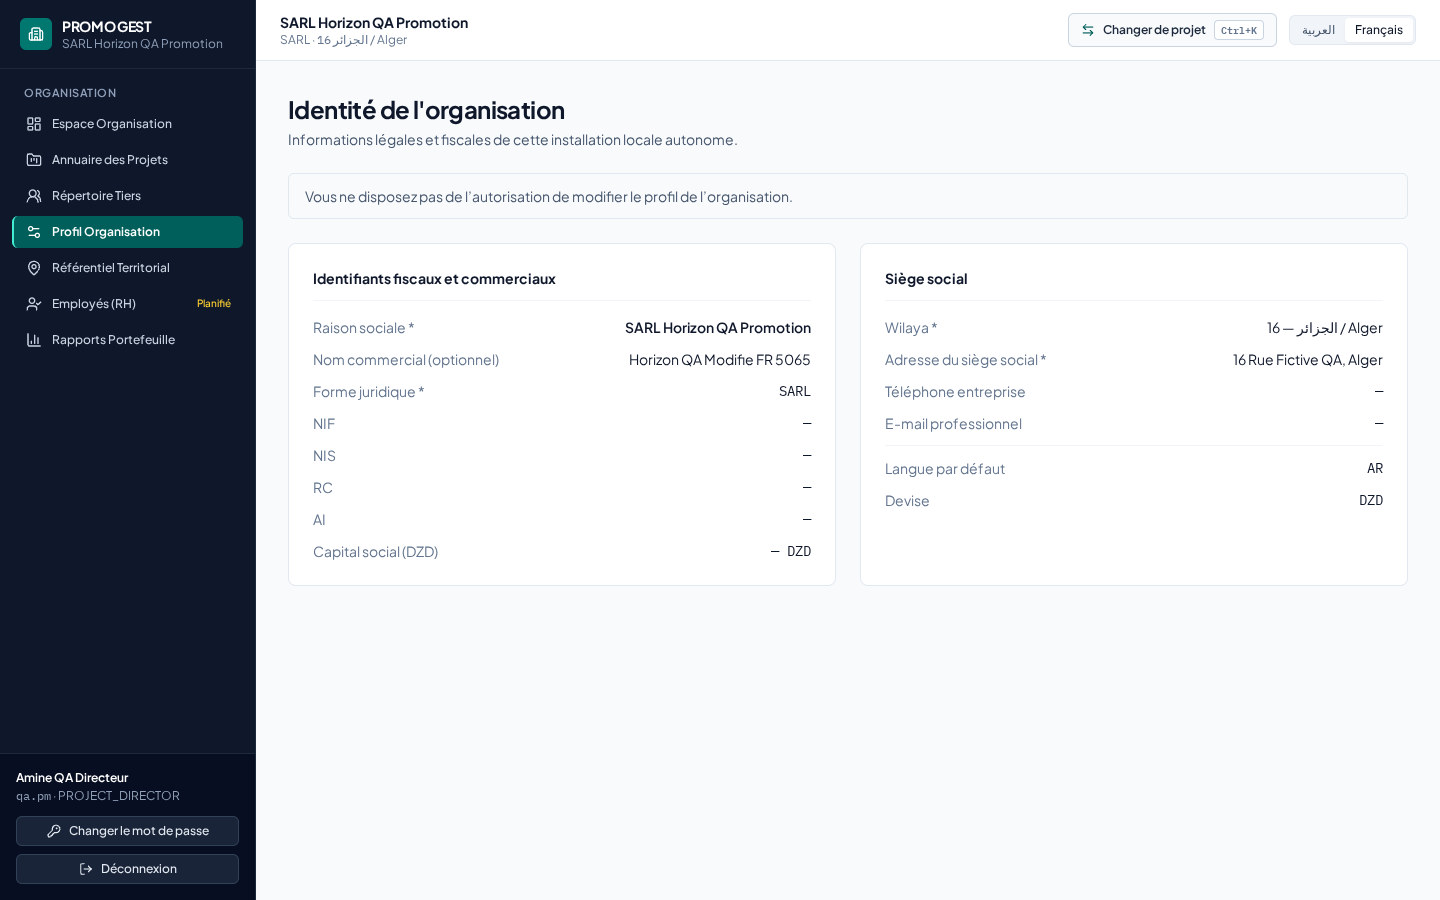 PROMOGEST
SARL Horizon QA Promotion
ORGANISATION
Espace Organisation
Annuaire des Projets
Répertoire Tiers
Profil Organisation
Référentiel Territorial
Employés (RH) Planifié
Rapports Portefeuille
Amine QA Directeur
qa.pm · PROJECT_DIRECTOR
Changer le mot de passe
Déconnexion
SARL Horizon QA Promotion
SARL · 16 الجزائر / Alger
Changer de projet Ctrl+K
العربية Français
Identité de l'organisation
Informations légales et fiscales de cette installation locale autonome.
Vous ne disposez pas de l’autorisation de modifier le profil de l’organisation.
Identifiants fiscaux et commerciaux
Raison sociale * SARL Horizon QA Promotion
Nom commercial (optionnel) Horizon QA Modifie FR 5065
Forme juridique * SARL
NIF —
NIS —
RC —
AI —
Capital social (DZD) — DZD
Siège social
Wilaya * 16 — الجزائر / Alger
Adresse du siège social * 16 Rue Fictive QA, Alger
Téléphone entreprise —
E-mail professionnel —
Langue par défaut AR
Devise DZD